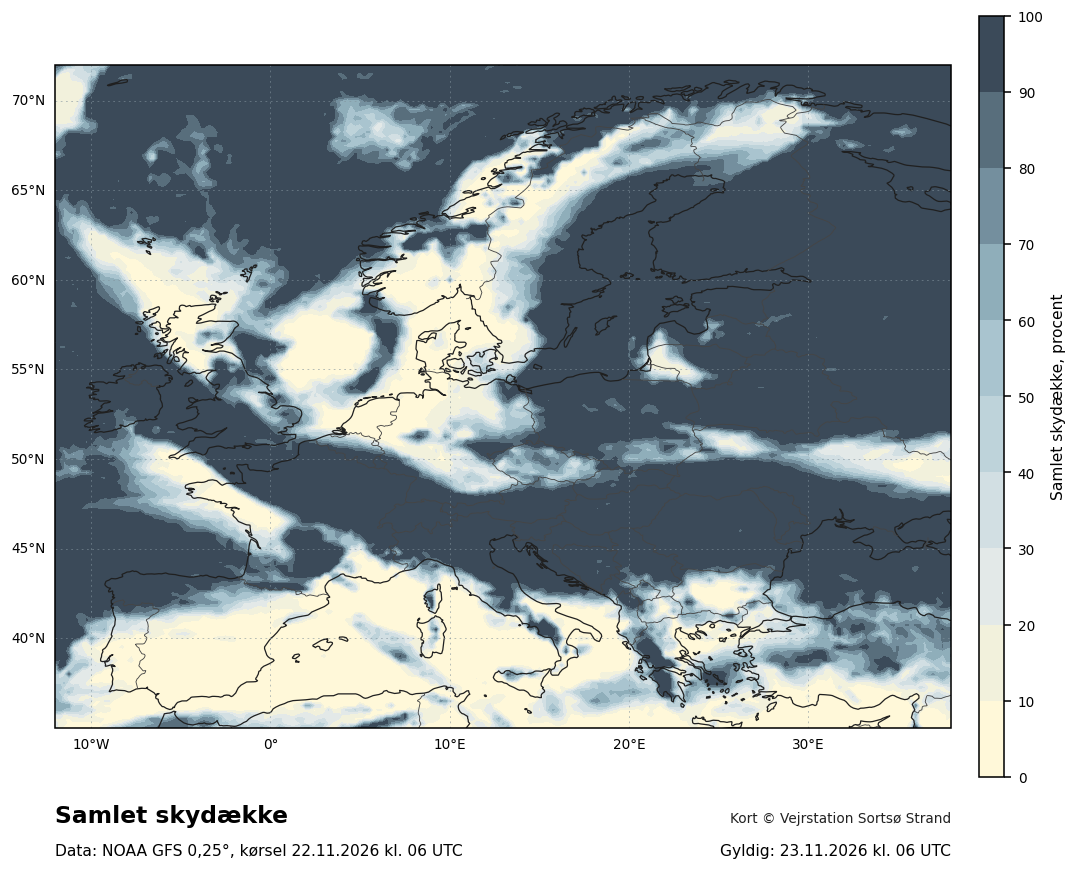 100
90
80
70
60
50
40
30
20
10
0
Samlet skydække, procent
70°N
65°N
60°N
55°N
50°N
45°N
40°N
10°W
0°
10°E
20°E
30°E
Samlet skydække
Kort © Vejrstation Sortsø Strand
Data: NOAA GFS 0,25°, kørsel 22.11.2026 kl. 06 UTC
Gyldig: 23.11.2026 kl. 06 UTC